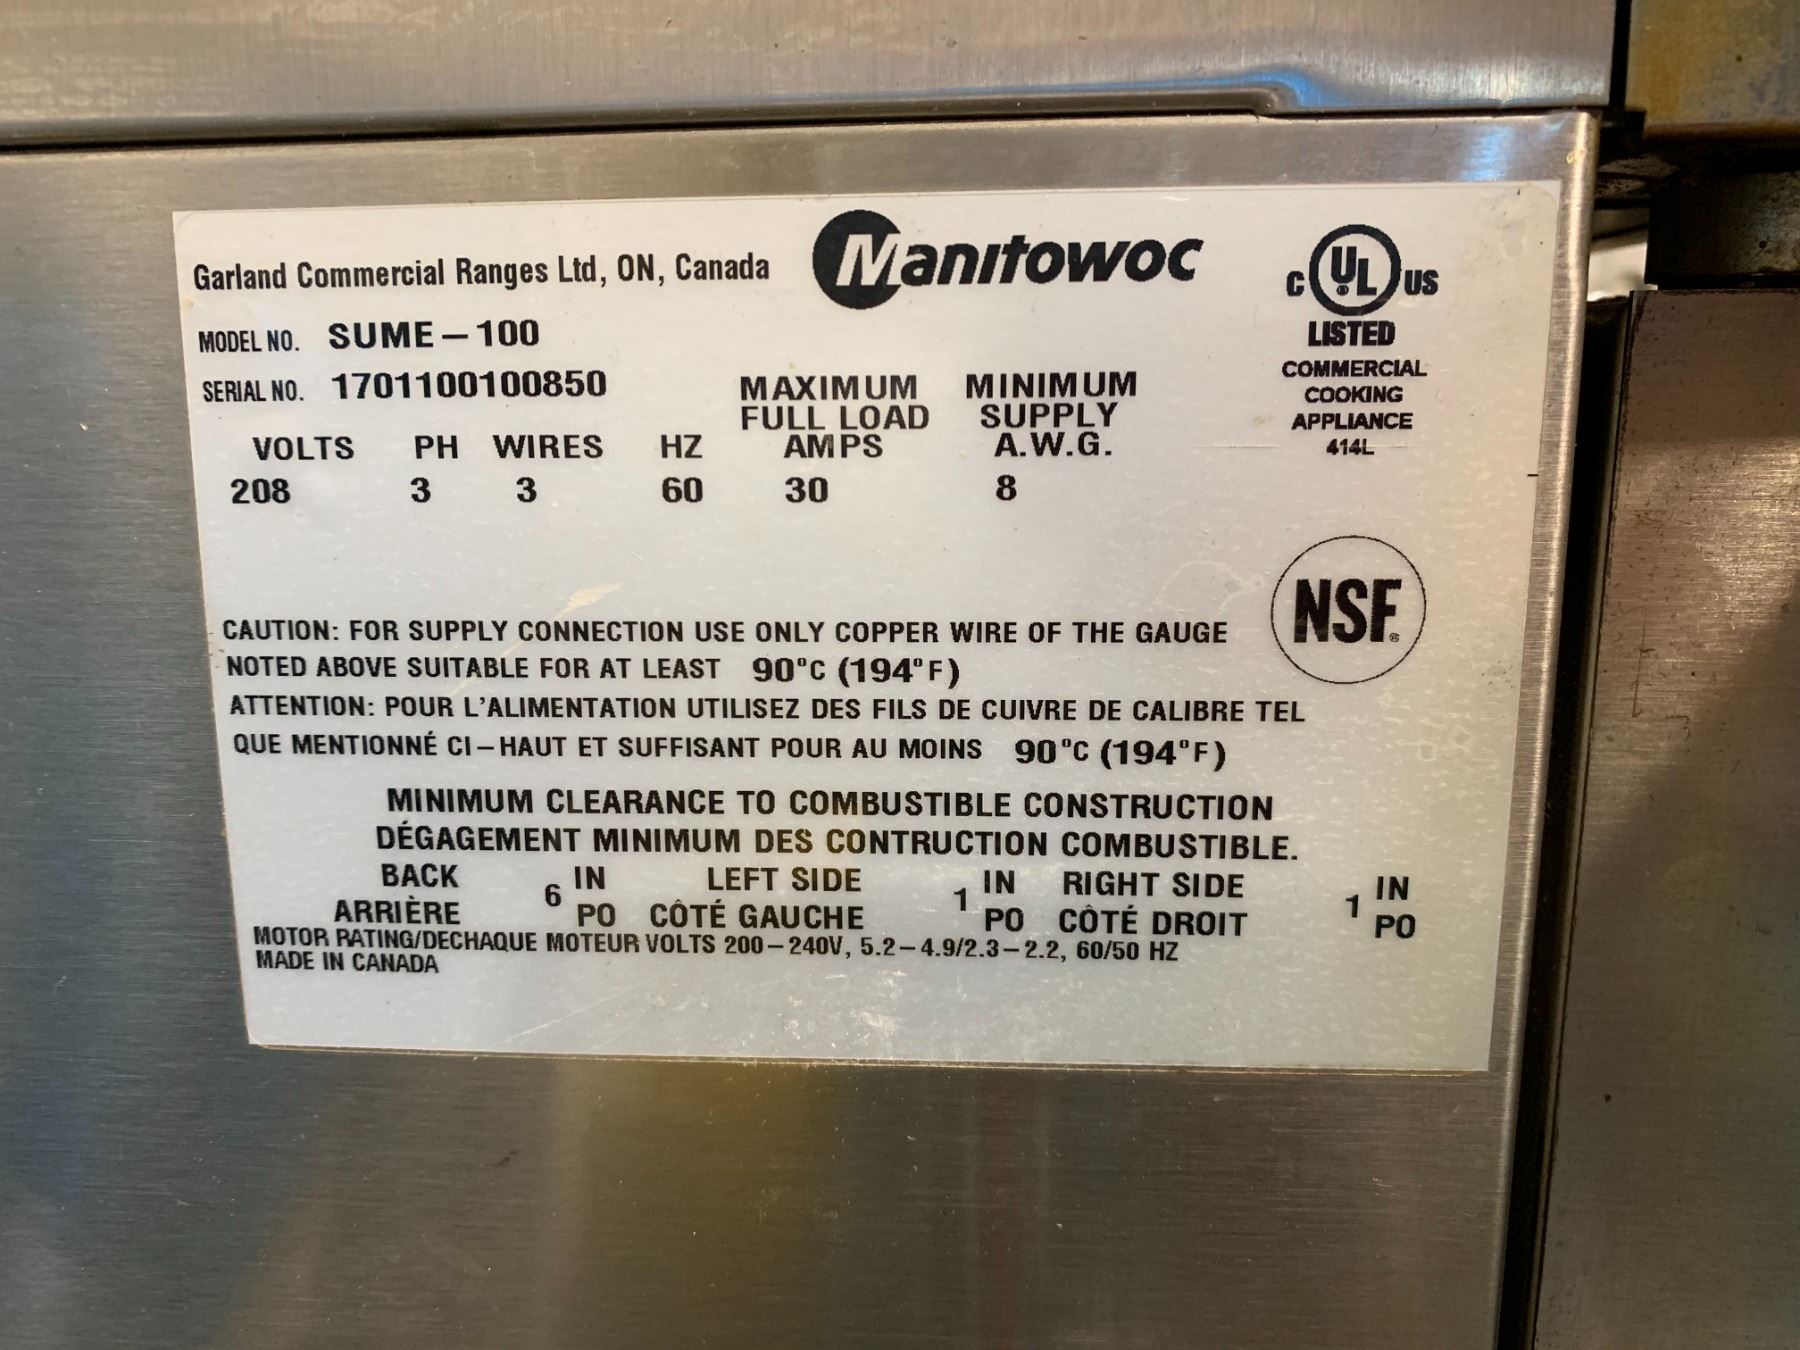 Garland Commercial Ranges Ltd, ON, Canada
Manitowoc
C UL US
LISTED
COMMERCIAL
COOKING
APPLIANCE
414L
MODEL NO. SUME – 100
SERIAL NO. 1701100100850
MAXIMUM FULL LOAD AMPS
MINIMUM SUPPLY A.W.G.
VOLTS PH WIRES HZ
208 3 3 60 30 8
NSF®
CAUTION: FOR SUPPLY CONNECTION USE ONLY COPPER WIRE OF THE GAUGE
NOTED ABOVE SUITABLE FOR AT LEAST 90°C (194°F)
ATTENTION: POUR L'ALIMENTATION UTILISEZ DES FILS DE CUIVRE DE CALIBRE TEL
QUE MENTIONNÉ CI – HAUT ET SUFFISANT POUR AU MOINS 90°C (194°F)
MINIMUM CLEARANCE TO COMBUSTIBLE CONSTRUCTION
DÉGAGEMENT MINIMUM DES CONTRUCTION COMBUSTIBLE.
BACK 6 IN LEFT SIDE 1 IN RIGHT SIDE 1 IN
ARRIÈRE PO CÔTÉ GAUCHE PO CÔTÉ DROIT PO
MOTOR RATING/DECHAQUE MOTEUR VOLTS 200 – 240V, 5.2 – 4.9/2.3 – 2.2, 60/50 HZ
MADE IN CANADA